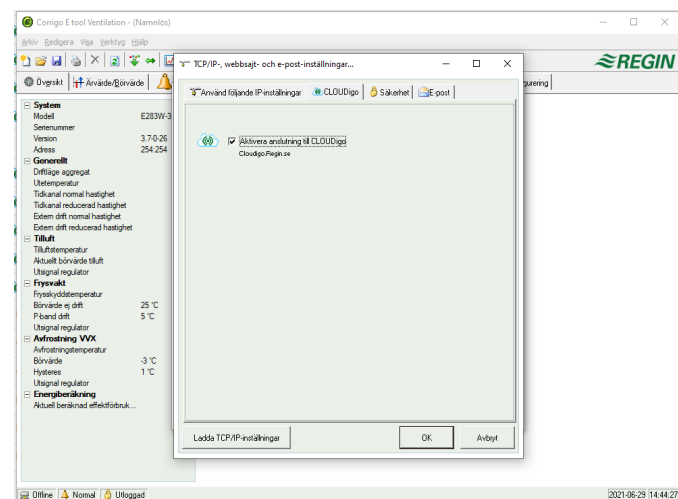 Corrigo E tool Ventilation - (Namnlös)
Arkiv Redigera Visa Verktyg Hjälp
REGIN
Översikt Ärvärde/Börvärde
TCP/IP-, webbsajt- och e-post-inställningar...
Använd följande IP-inställningar CLOUDigo Säkerhet E-post
Aktivera anslutning till CLOUDigo
Cloudigo.Regin.se
Ladda TCP/IP-inställningar OK Avbryt
System
Modell E283W-3
Serienummer
Version 3.7-0-26
Adress 254:254
Generellt
Driftläge aggregat
Utetemperatur
Tidkanal normal hastighet
Tidkanal reducerad hastighet
Extern drift normal hastighet
Extern drift reducerad hastighet
Tilluft
Tilluftstemperatur
Aktuellt börvärde tilluft
Utsignal regulator
Frysvakt
Frysskyddstemperatur
Börvärde ej drift 25 °C
P-band drift 5 °C
Utsignal regulator
Avfrostning VVX
Avfrostningstemperatur
Börvärde -3 °C
Hysteres 1 °C
Utsignal regulator
Energiberäkning
Aktuell beräknad effektförbruk...
Offline Normal Utloggad 2021-06-29 14:44:27